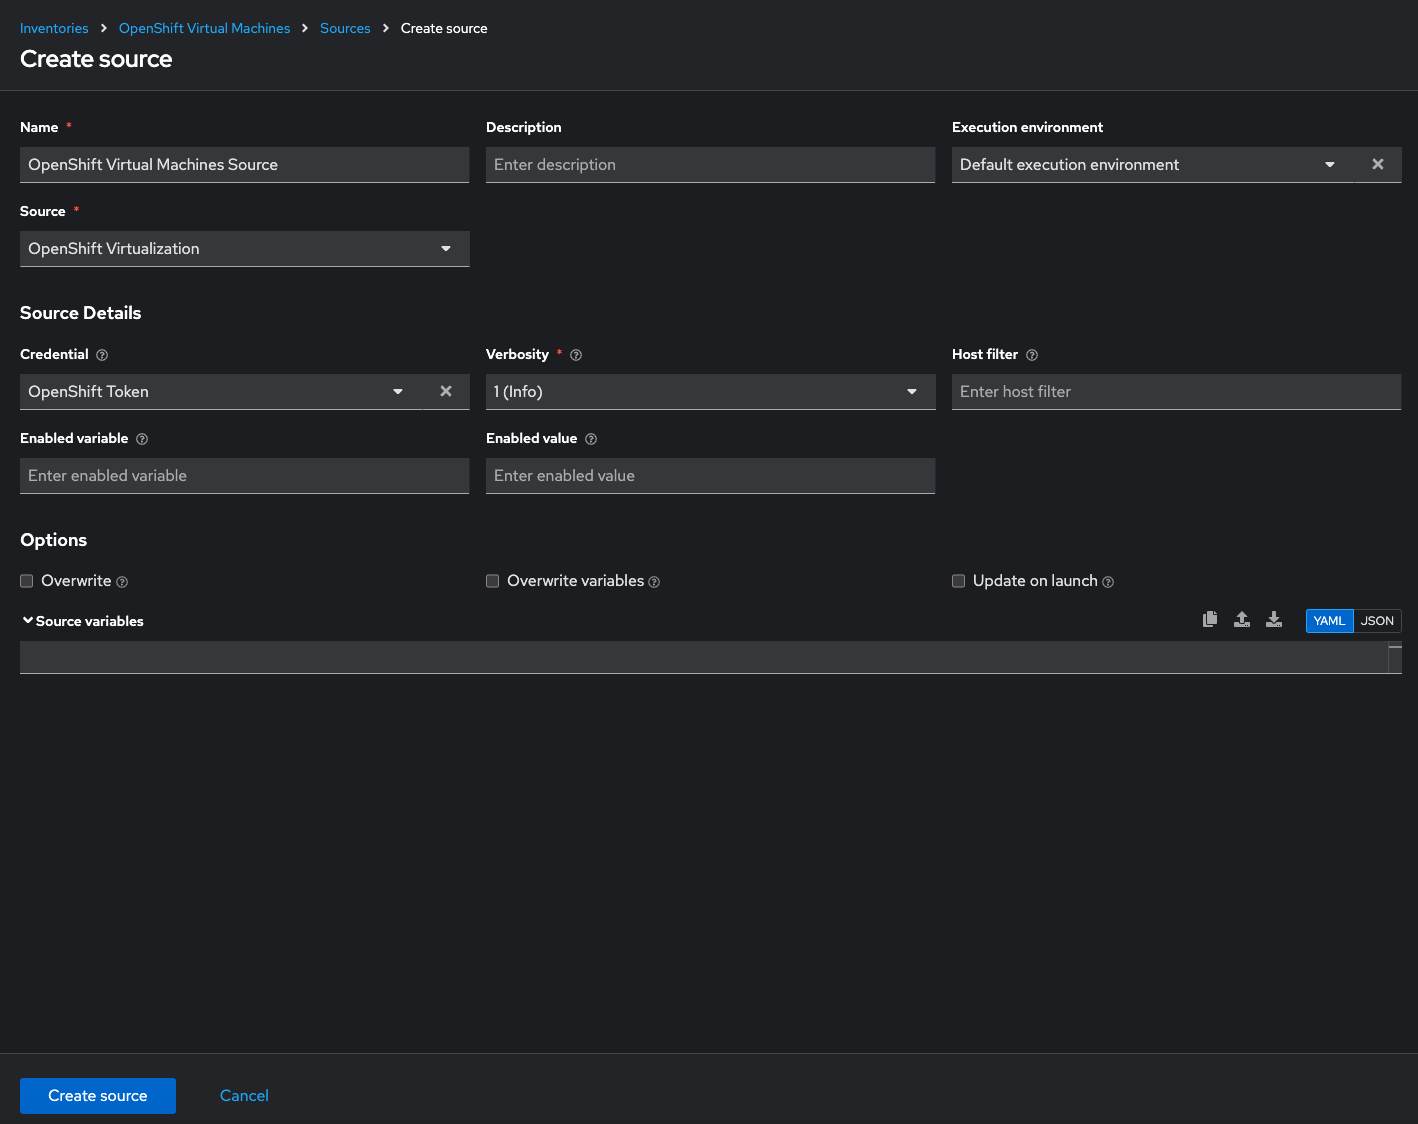 Inventories > OpenShift Virtual Machines > Sources > Create source
Create source
Name * Description Execution environment
OpenShift Virtual Machines Source Enter description Default execution environment
Source *
OpenShift Virtualization
Source Details
Credential Verbosity * Host filter
OpenShift Token 1 (Info) Enter host filter
Enabled variable Enabled value
Enter enabled variable Enter enabled value
Options
Overwrite Overwrite variables Update on launch
Source variables YAML JSON
Create source Cancel